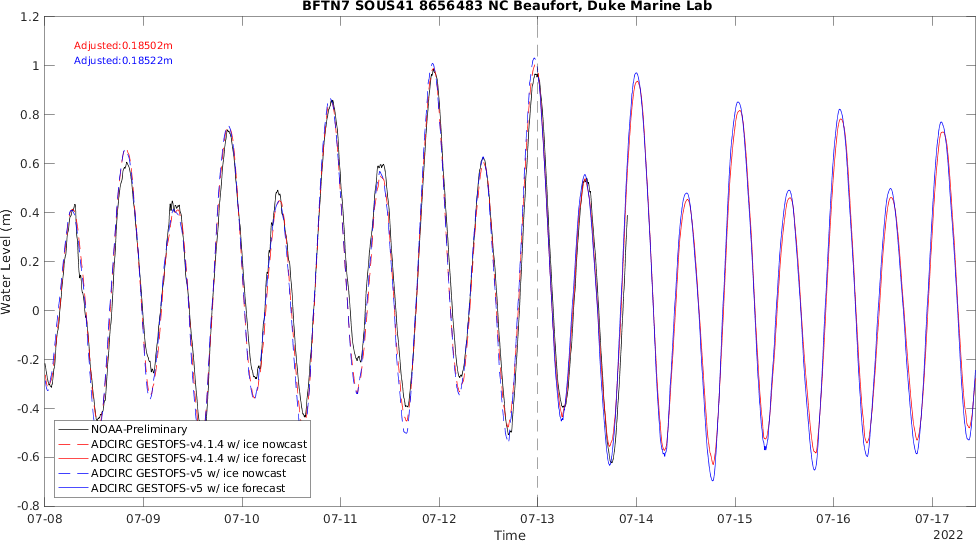 BFTN7 SOUS41 8656483 NC Beaufort, Duke Marine Lab
Adjusted:0.18502m
Adjusted:0.18522m
1.2
1
0.8
0.6
0.4
0.2
0
-0.2
-0.4
-0.6
-0.8
Water Level (m)
NOAA-Preliminary
ADCIRC GESTOFS-v4.1.4 w/ ice nowcast
ADCIRC GESTOFS-v4.1.4 w/ ice forecast
ADCIRC GESTOFS-v5 w/ ice nowcast
ADCIRC GESTOFS-v5 w/ ice forecast
07-08 07-09 07-10 07-11 07-12 07-13 07-14 07-15 07-16 07-17
Time
2022